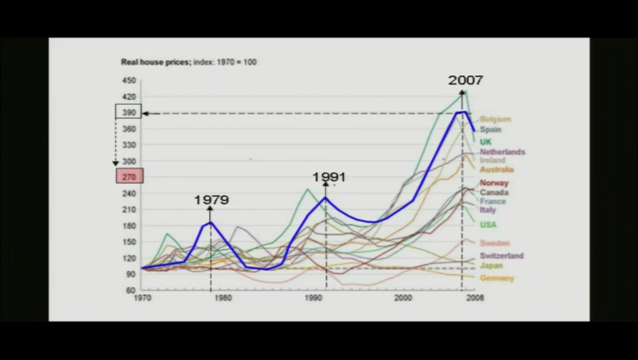 Real house prices; index: 1970 = 100
450
420
390
360
330
300
270
240
210
180
150
120
90
60
1979
1991
2007
Belgium
Spain
UK
Netherlands
Ireland
Australia
Norway
Canada
France
Italy
USA
Sweden
Switzerland
Japan
Germany
1970
1980
1990
2000
2008